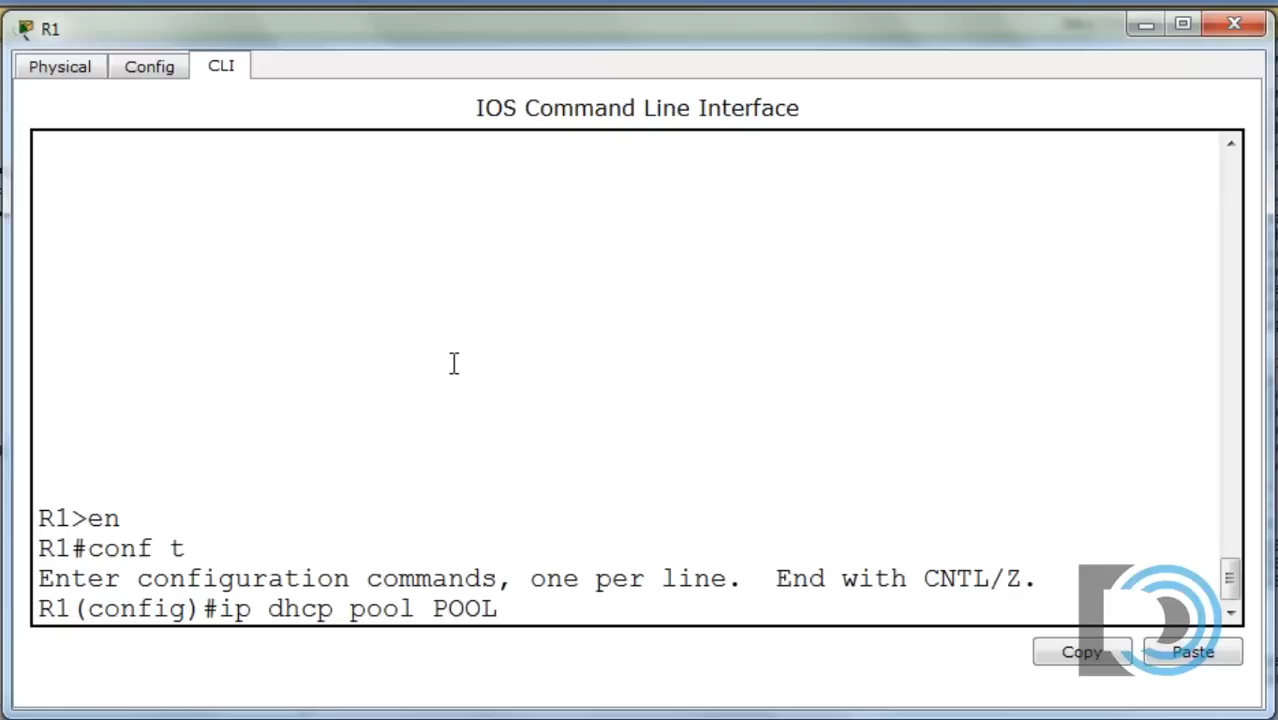 R1
Physical
Config
CLI
IOS Command Line Interface
R1>en
R1#conf t
Enter configuration commands, one per line.  End with CNTL/Z.
R1(config)#ip dhcp pool POOL
Copy
Paste